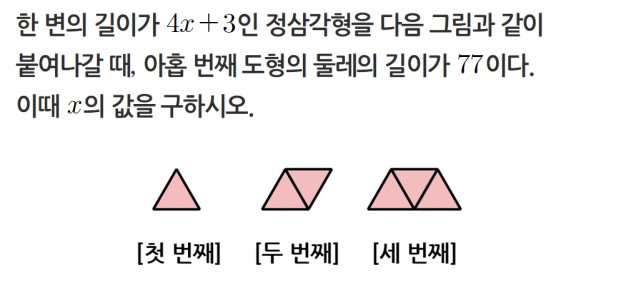 한 변의 길이가 4x+3인 정삼각형을 다음 그림과 같이
붙여나갈 때, 아홉 번째 도형의 둘레의 길이가 77이다.
이때 x의 값을 구하시오.
[첫 번째] [두 번째] [세 번째]